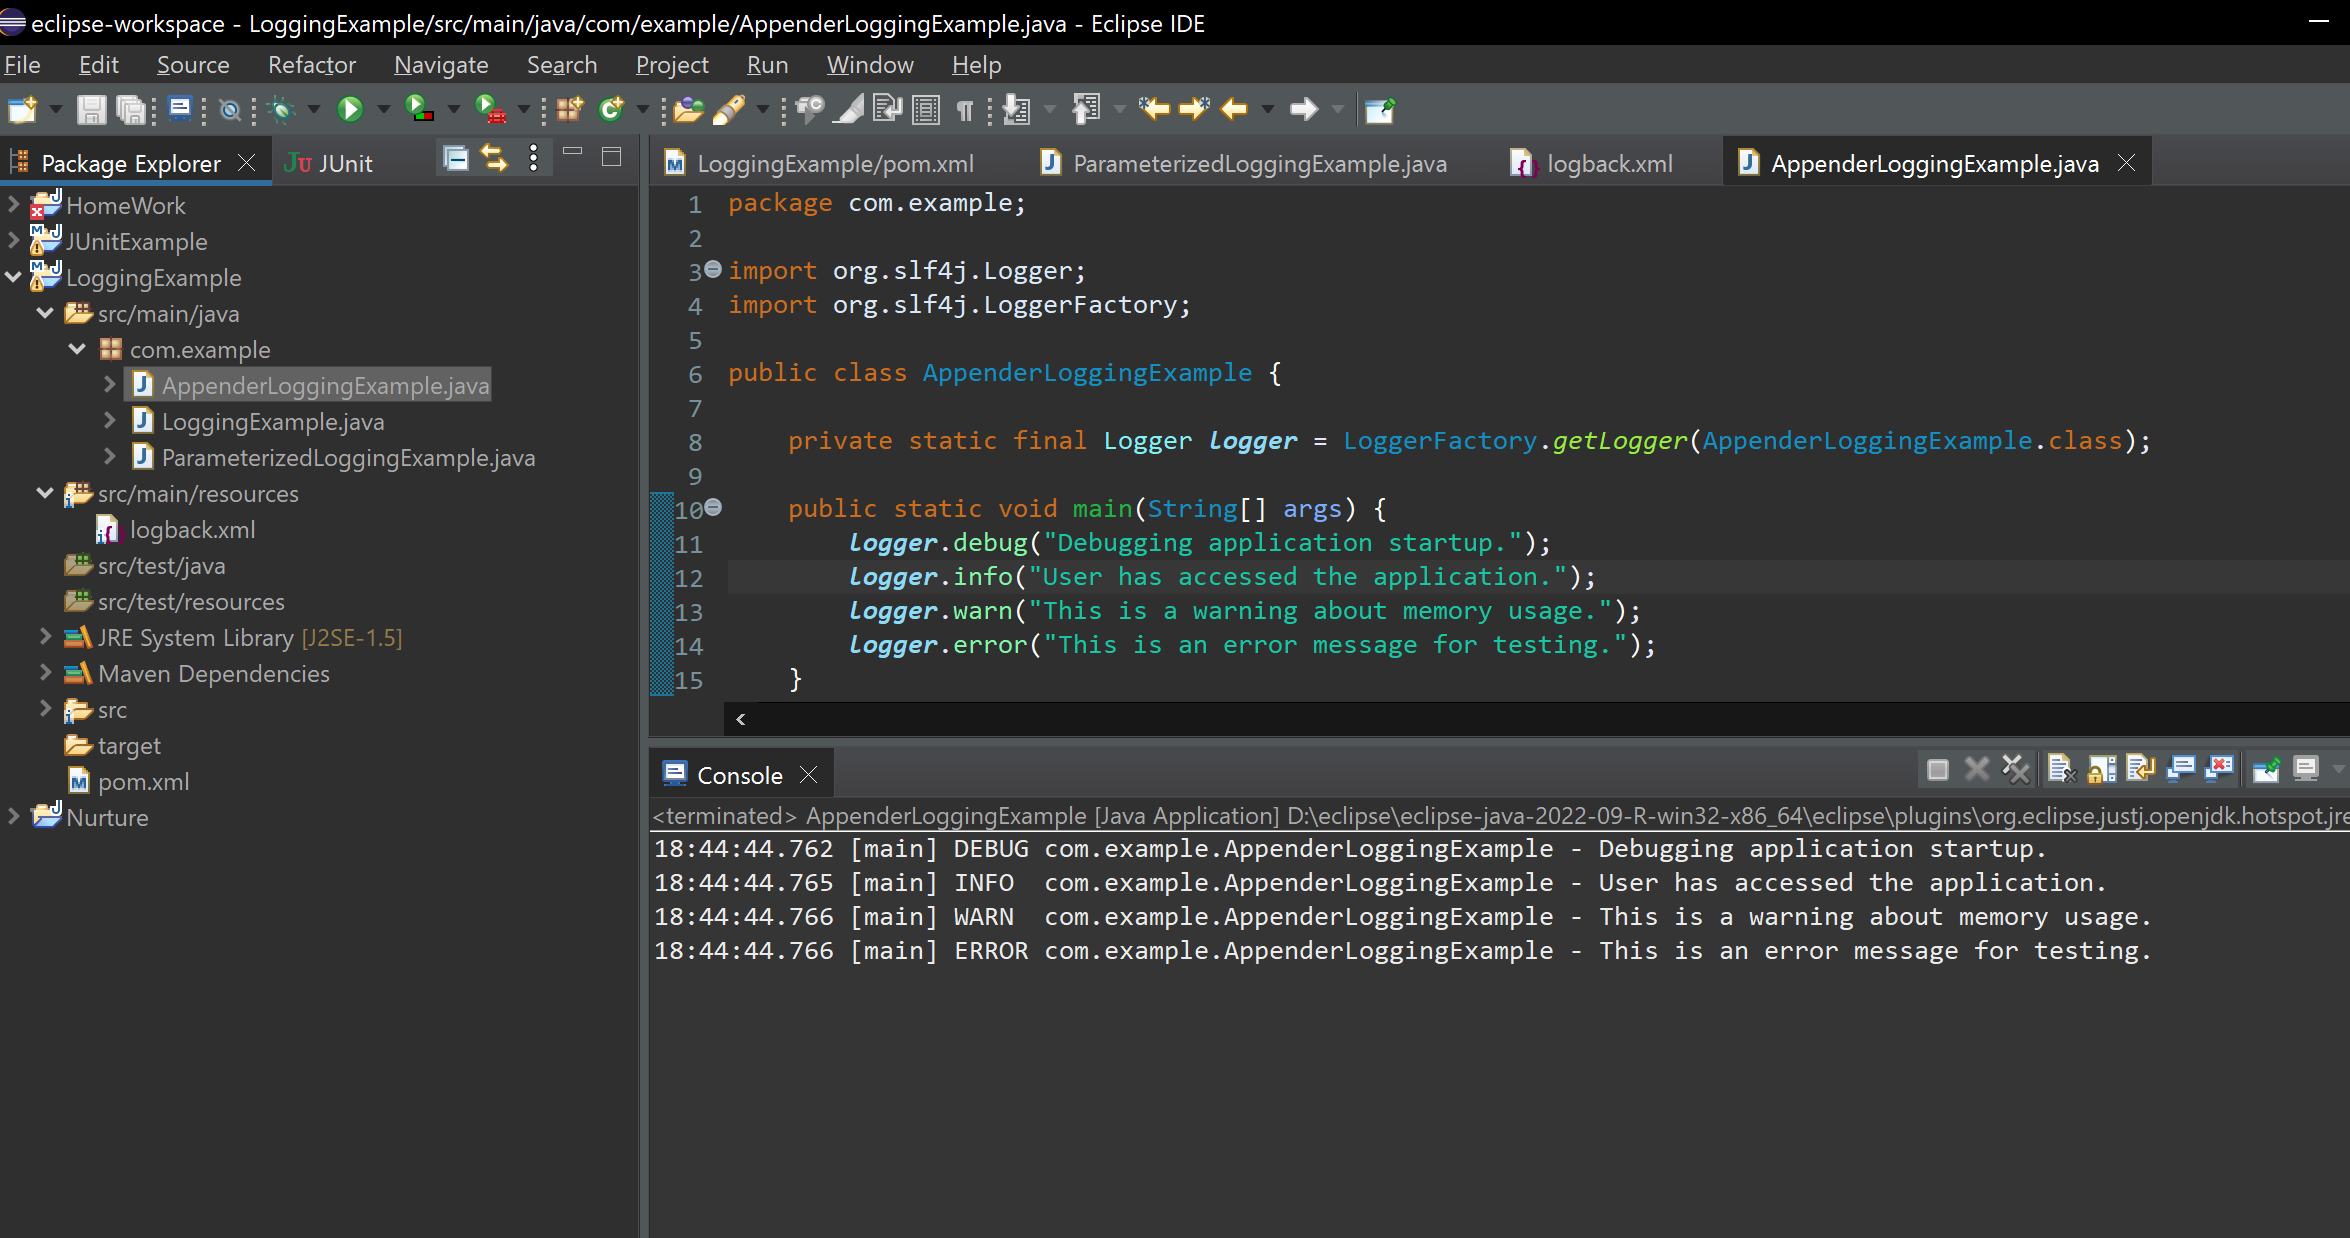 eclipse-workspace - LoggingExample/src/main/java/com/example/AppenderLoggingExample.java - Eclipse IDE
File Edit Source Refactor Navigate Search Project Run Window Help
Package Explorer
JUnit
HomeWork
JUnitExample
LoggingExample
src/main/java
com.example
AppenderLoggingExample.java
LoggingExample.java
ParameterizedLoggingExample.java
src/main/resources
logback.xml
src/test/java
src/test/resources
JRE System Library [J2SE-1.5]
Maven Dependencies
src
target
pom.xml
Nurture
LoggingExample/pom.xml ParameterizedLoggingExample.java logback.xml AppenderLoggingExample.java
1 package com.example;
2
3 import org.slf4j.Logger;
4 import org.slf4j.LoggerFactory;
5
6 public class AppenderLoggingExample {
7
8 private static final Logger logger = LoggerFactory.getLogger(AppenderLoggingExample.class);
9
10 public static void main(String[] args) {
11 logger.debug("Debugging application startup.");
12 logger.info("User has accessed the application.");
13 logger.warn("This is a warning about memory usage.");
14 logger.error("This is an error message for testing.");
15 }
Console
<terminated> AppenderLoggingExample [Java Application] D:\eclipse\eclipse-java-2022-09-R-win32-x86_64\eclipse\plugins\org.eclipse.justj.openjdk.hotspot.jre
18:44:44.762 [main] DEBUG com.example.AppenderLoggingExample - Debugging application startup.
18:44:44.765 [main] INFO  com.example.AppenderLoggingExample - User has accessed the application.
18:44:44.766 [main] WARN  com.example.AppenderLoggingExample - This is a warning about memory usage.
18:44:44.766 [main] ERROR com.example.AppenderLoggingExample - This is an error message for testing.